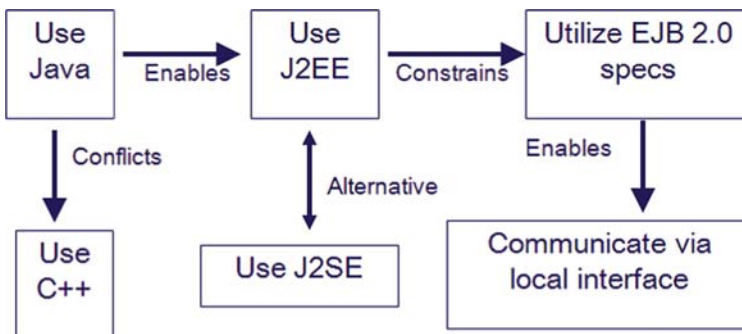 Use
Java
Enables
Use
J2EE
Constrains
Utilize EJB 2.0
specs
Conflicts
Alternative
Enables
Use
C++
Use J2SE
Communicate via
local interface